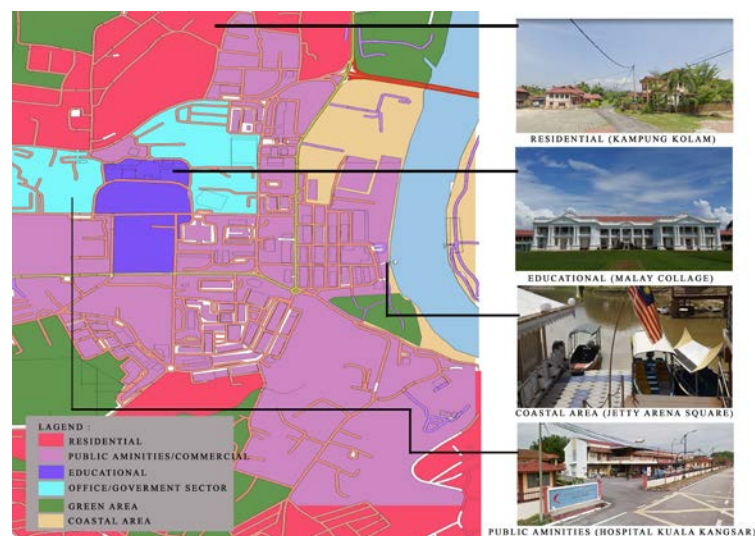 RESIDENTIAL (KAMPUNG KOLAM)
EDUCATIONAL (MALAY COLLAGE)
COASTAL AREA (JETTY ARENA SQUARE)
PUBLIC AMINITIES (HOSPITAL KUALA KANGSAR)
LAGEND :
RESIDENTIAL
PUBLIC AMINITIES/COMMERCIAL
EDUCATIONAL
OFFICE/GOVERMENT SECTOR
GREEN AREA
COASTAL AREA